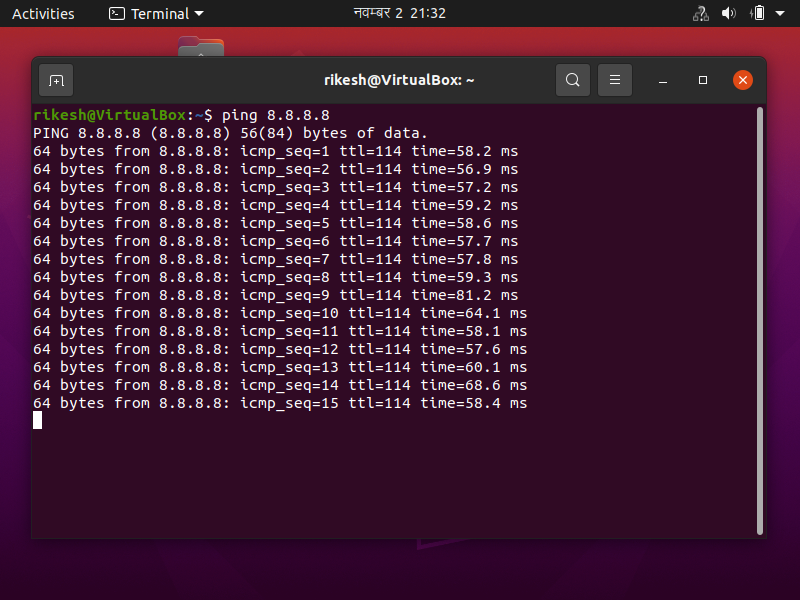 Activities Terminal नवम्बर 2 21:32
rikesh@VirtualBox: ~
rikesh@VirtualBox:~$ ping 8.8.8.8
PING 8.8.8.8 (8.8.8.8) 56(84) bytes of data.
64 bytes from 8.8.8.8: icmp_seq=1 ttl=114 time=58.2 ms
64 bytes from 8.8.8.8: icmp_seq=2 ttl=114 time=56.9 ms
64 bytes from 8.8.8.8: icmp_seq=3 ttl=114 time=57.2 ms
64 bytes from 8.8.8.8: icmp_seq=4 ttl=114 time=59.2 ms
64 bytes from 8.8.8.8: icmp_seq=5 ttl=114 time=58.6 ms
64 bytes from 8.8.8.8: icmp_seq=6 ttl=114 time=57.7 ms
64 bytes from 8.8.8.8: icmp_seq=7 ttl=114 time=57.8 ms
64 bytes from 8.8.8.8: icmp_seq=8 ttl=114 time=59.3 ms
64 bytes from 8.8.8.8: icmp_seq=9 ttl=114 time=81.2 ms
64 bytes from 8.8.8.8: icmp_seq=10 ttl=114 time=64.1 ms
64 bytes from 8.8.8.8: icmp_seq=11 ttl=114 time=58.1 ms
64 bytes from 8.8.8.8: icmp_seq=12 ttl=114 time=57.6 ms
64 bytes from 8.8.8.8: icmp_seq=13 ttl=114 time=60.1 ms
64 bytes from 8.8.8.8: icmp_seq=14 ttl=114 time=68.6 ms
64 bytes from 8.8.8.8: icmp_seq=15 ttl=114 time=58.4 ms